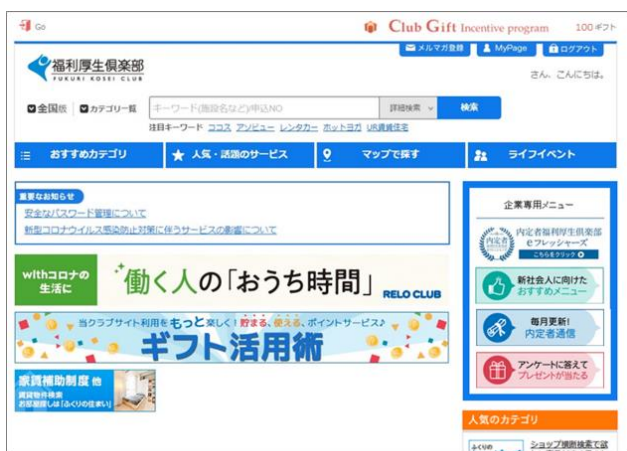 Go
Club Gift Incentive program 100 ギフト
メルマガ登録 MyPage ログアウト
福利厚生倶楽部
FUKURI KOSEI CLUB
さん、こんにちは。
全国版 カテゴリ一覧 キーワード(施設名など)/申込NO 詳細検索 検索
注目キーワード ココス アソビュー レンタカー ホットヨガ UR賃貸住宅
おすすめカテゴリ 人気・話題のサービス マップで探す ライフイベント
重要なお知らせ
安全なパスワード管理について
新型コロナウイルス感染防止対策に伴うサービスの影響について
withコロナの
生活に
働く人の「おうち時間」
RELO CLUB
当クラブサイト利用をもっと楽しく!貯まる、使える、ポイントサービス♪
ギフト活用術
家賃補助制度 他
賃貸物件検索
お部屋探しは「ふくりの住まい」
企業専用メニュー
内定者
内定者福利厚生倶楽部
eフレッシャーズ
こちらをクリック
新社会人に向けた
おすすめメニュー
毎月更新!
内定者通信
アンケートに答えて
プレゼントが当たる
人気のカテゴリ
ふくりの
ショップ横断検索で欲